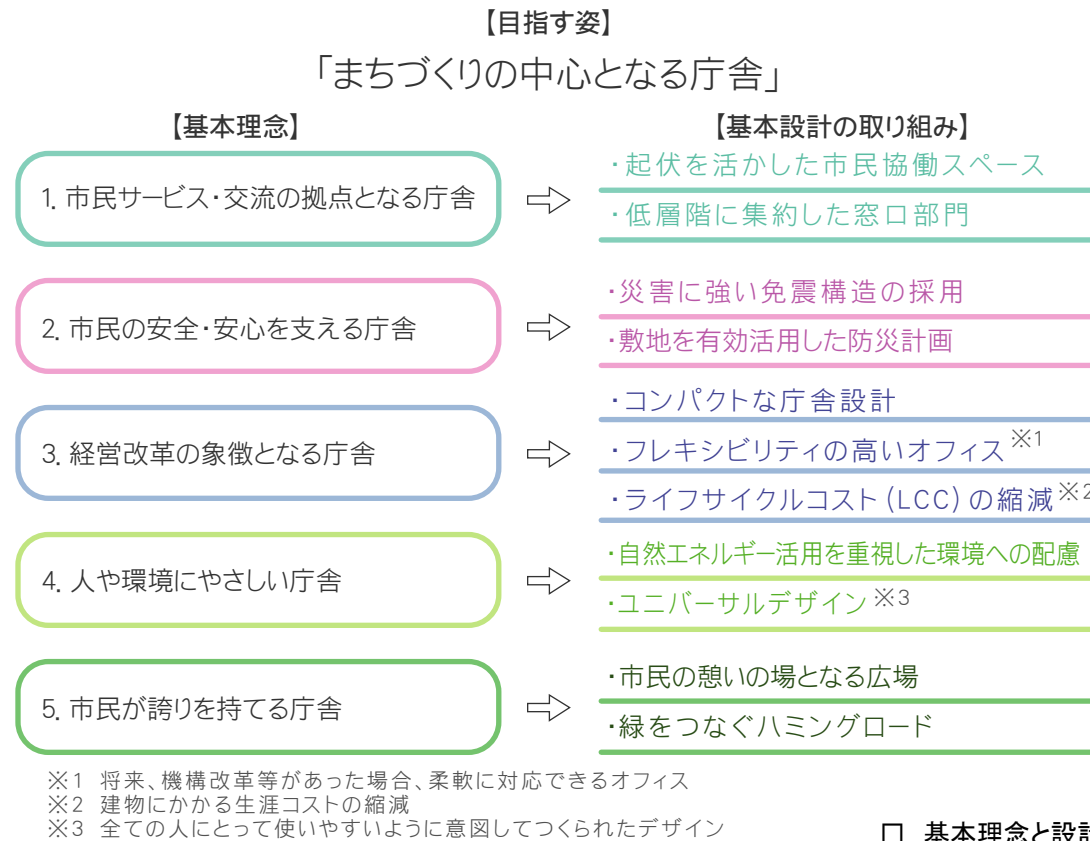 【目指す姿】
「まちづくりの中心となる庁舎」
【基本理念】
【基本設計の取り組み】
1. 市民サービス・交流の拠点となる庁舎
・起伏を活かした市民協働スペース
・低層階に集約した窓口部門
2. 市民の安全・安心を支える庁舎
・災害に強い免震構造の採用
・敷地を有効活用した防災計画
3. 経営改革の象徴となる庁舎
・コンパクトな庁舎設計
・フレキシビリティの高いオフィス※1
・ライフサイクルコスト(LCC)の縮減※2
4. 人や環境にやさしい庁舎
・自然エネルギー活用を重視した環境への配慮
・ユニバーサルデザイン※3
5. 市民が誇りを持てる庁舎
・市民の憩いの場となる広場
・緑をつなぐハミングロード
※1 将来、機構改革等があった場合、柔軟に対応できるオフィス
※2 建物にかかる生涯コストの縮減
※3 全ての人にとって使いやすいように意図してつくられたデザイン
□ 基本理念と設